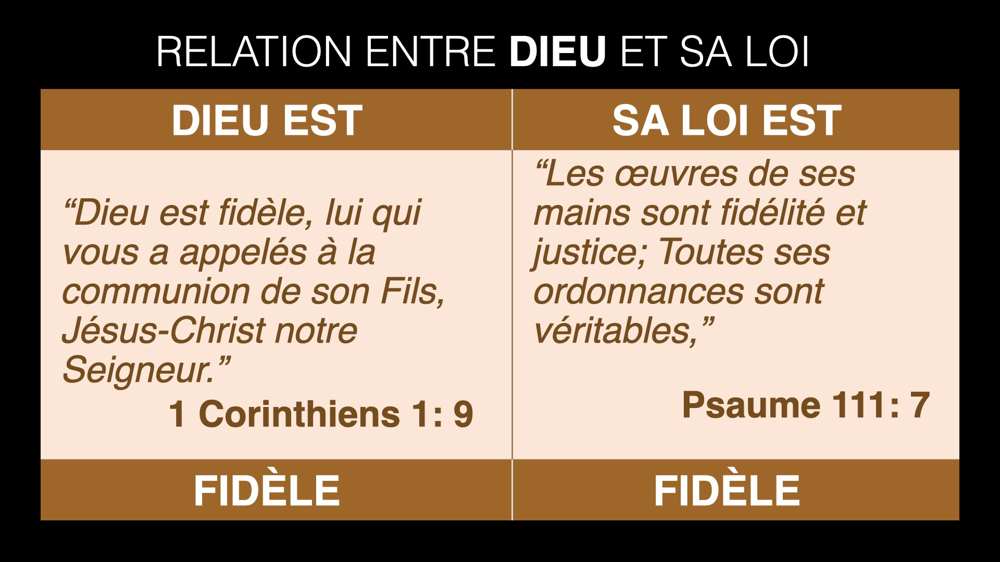 RELATION ENTRE DIEU ET SA LOI
DIEU EST
SA LOI EST
“Dieu est fidèle, lui qui
vous a appelés à la
communion de son Fils,
Jésus-Christ notre
Seigneur.”
1 Corinthiens 1: 9
“Les œuvres de ses
mains sont fidélité et
justice; Toutes ses
ordonnances sont
véritables,”
Psaume 111: 7
FIDÈLE
FIDÈLE